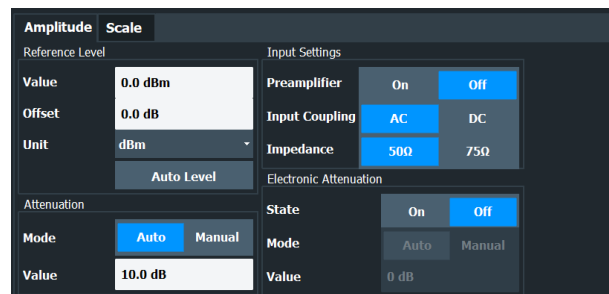 Amplitude Scale
Reference Level
Value 0.0 dBm
Offset 0.0 dB
Unit dBm
Auto Level
Attenuation
Mode Auto Manual
Value 10.0 dB
Input Settings
Preamplifier On Off
Input Coupling AC DC
Impedance 50Ω 75Ω
Electronic Attenuation
State On Off
Mode Auto Manual
Value 0 dB